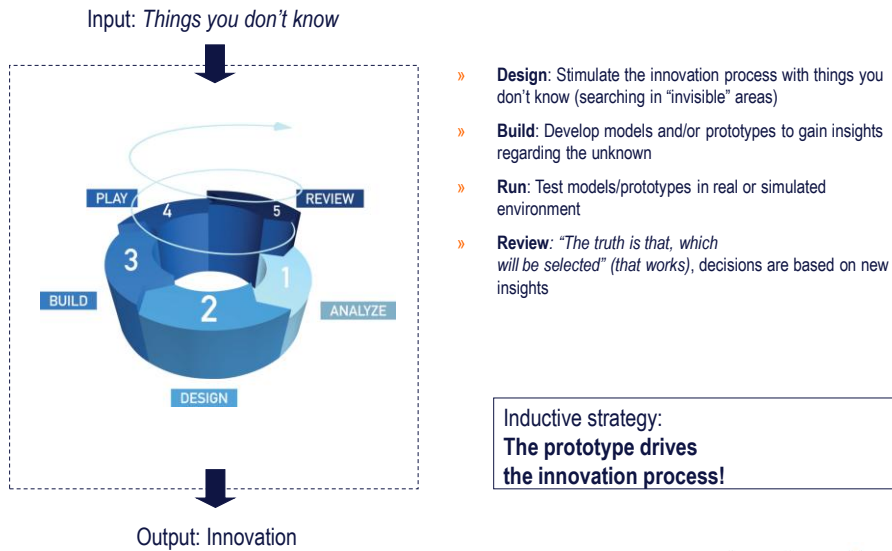 Input: Things you don’t know
PLAY
4
5
REVIEW
3
1
BUILD
2
ANALYZE
DESIGN
Output: Innovation
» Design: Stimulate the innovation process with things you
don’t know (searching in “invisible” areas)
» Build: Develop models and/or prototypes to gain insights
regarding the unknown
» Run: Test models/prototypes in real or simulated
environment
» Review: “The truth is that, which
will be selected” (that works), decisions are based on new
insights
Inductive strategy:
The prototype drives
the innovation process!